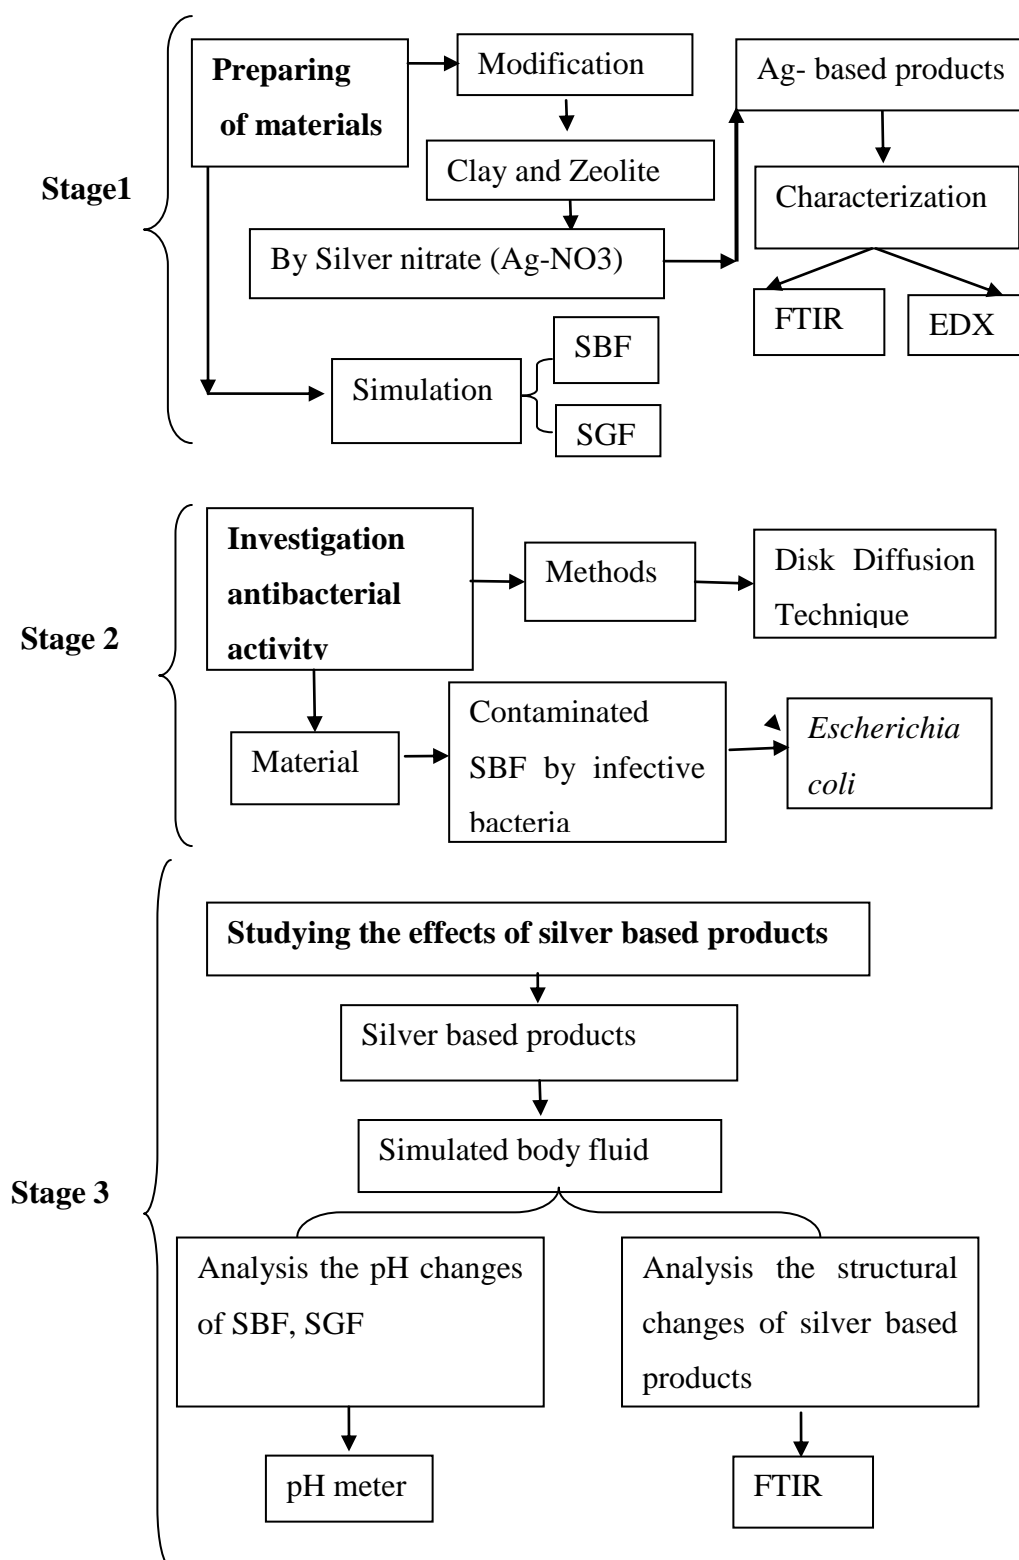 Preparing
of materials
Modification
Ag- based products
Clay and Zeolite
Characterization
Stage1
By Silver nitrate (Ag-NO3)
FTIR
EDX
SBF
Simulation
SGF
Investigation
antibacterial
activity
Methods
Disk Diffusion
Technique
Stage 2
Material
Contaminated
SBF by infective
bacteria
Escherichia
coli
Studying the effects of silver based products
Silver based products
Simulated body fluid
Stage 3
Analysis the pH changes
of SBF, SGF
Analysis the structural
changes of silver based
products
pH meter
FTIR